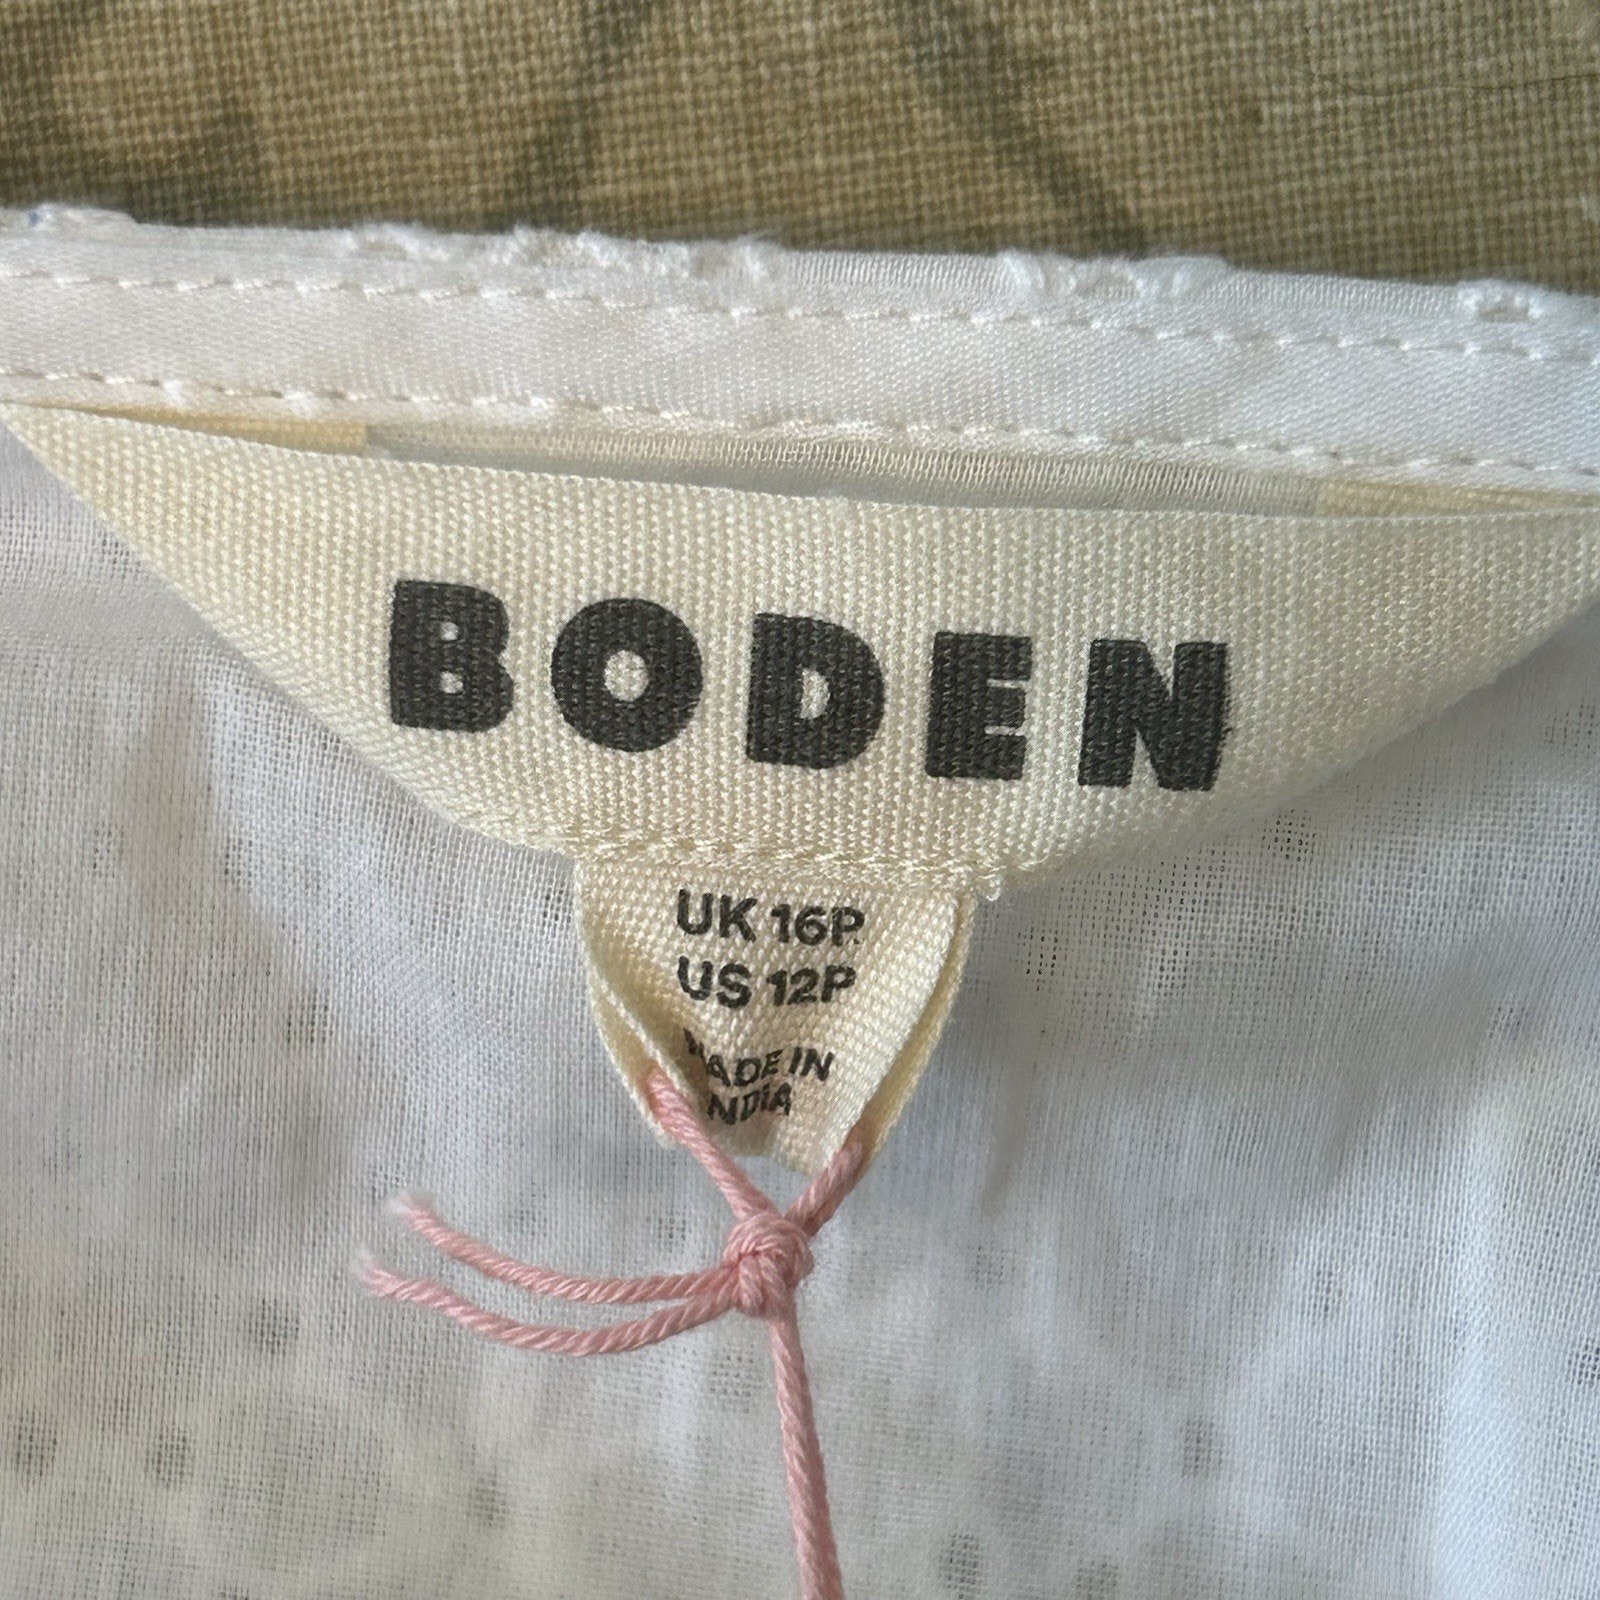 BODEN
UK 16P
US 12P
MADE IN
INDIA